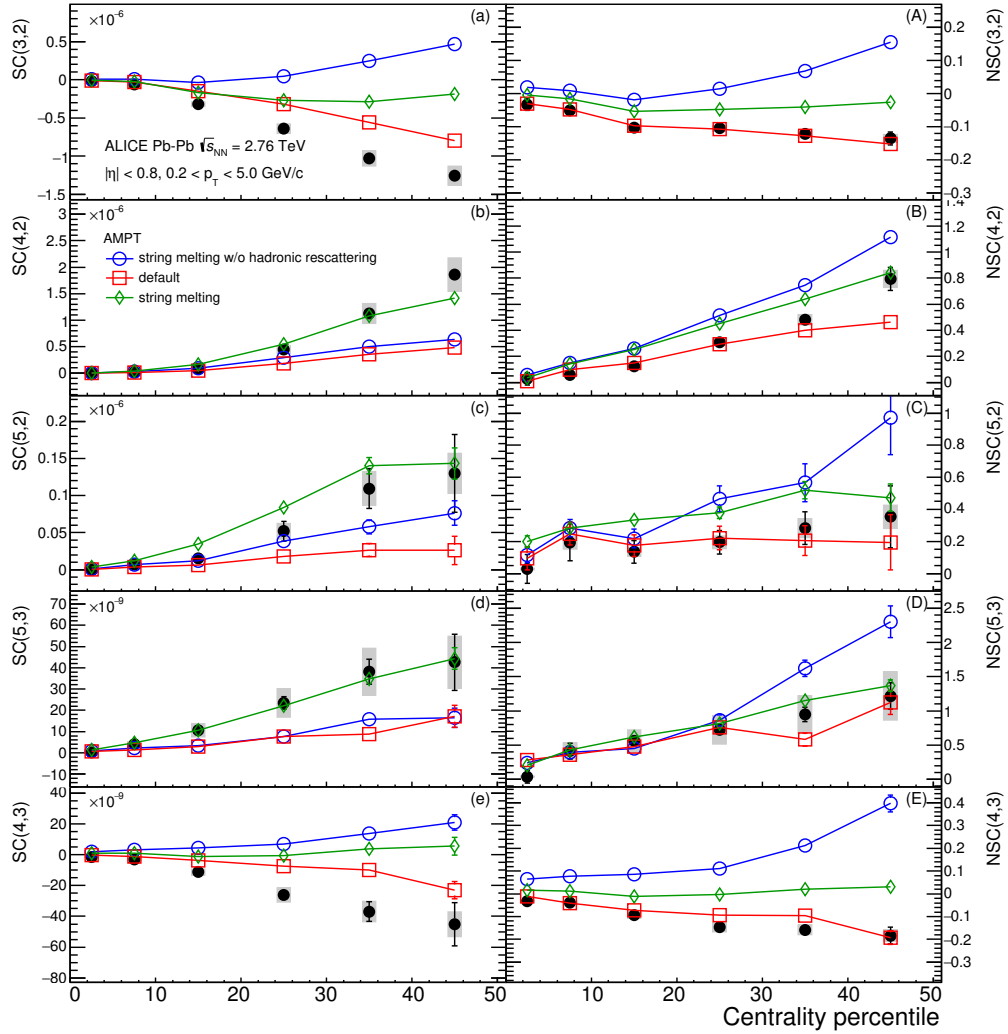 ×10⁻⁶
(a)
SC(3,2)
0.5
0
−0.5
−1
−1.5
ALICE Pb-Pb √s_NN = 2.76 TeV
|η| < 0.8, 0.2 < p_T < 5.0 GeV/c
(A)
NSC(3,2)
0.2
0.1
0
−0.1
−0.2
−0.3
×10⁻⁶
(b)
SC(4,2)
3
2.5
2
1.5
1
0.5
0
AMPT
string melting w/o hadronic rescattering
default
string melting
(B)
NSC(4,2)
1.4
1.2
1
0.8
0.6
0.4
0.2
0
×10⁻⁶
(c)
SC(5,2)
0.2
0.15
0.1
0.05
0
(C)
NSC(5,2)
1
0.8
0.6
0.4
0.2
0
×10⁻⁹
(d)
SC(5,3)
70
60
50
40
30
20
10
0
−10
(D)
NSC(5,3)
2.5
2
1.5
1
0.5
0
×10⁻⁹
(e)
SC(4,3)
40
20
0
−20
−40
−60
−80
(E)
NSC(4,3)
0.4
0.3
0.2
0.1
0
−0.1
−0.2
−0.3
0 10 20 30 40 50
0 10 20 30 40 50
Centrality percentile